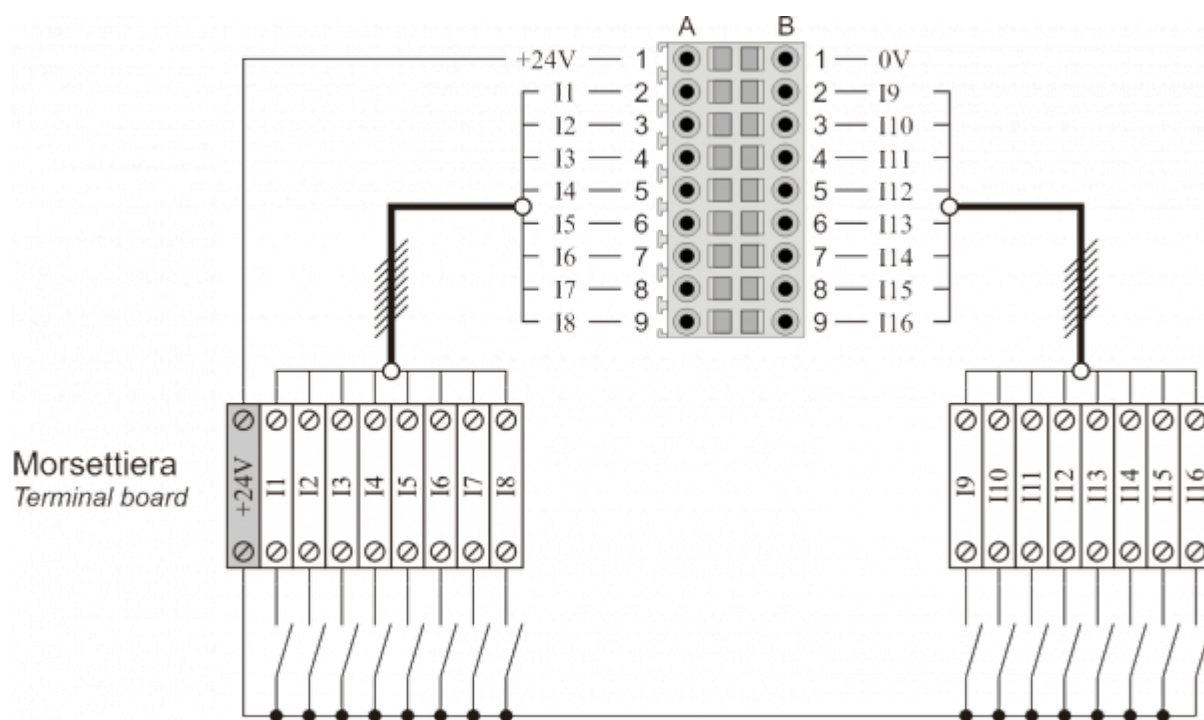 A B
+24V 1 1 0V
I1 2 2 I9
I2 3 3 I10
I3 4 4 I11
I4 5 5 I12
I5 6 6 I13
I6 7 7 I14
I7 8 8 I15
I8 9 9 I16
Morsettiera
Terminal board
+24V I1 I2 I3 I4 I5 I6 I7 I8 I9 I10 I11 I12 I13 I14 I15 I16